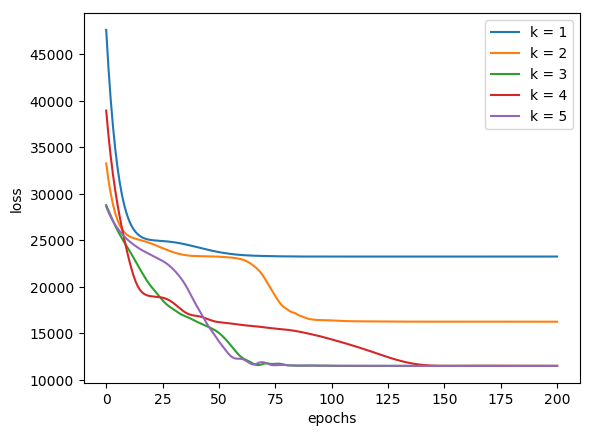 k = 1
k = 2
k = 3
k = 4
k = 5
loss
45000
40000
35000
30000
25000
20000
15000
10000
0 25 50 75 100 125 150 175 200
epochs